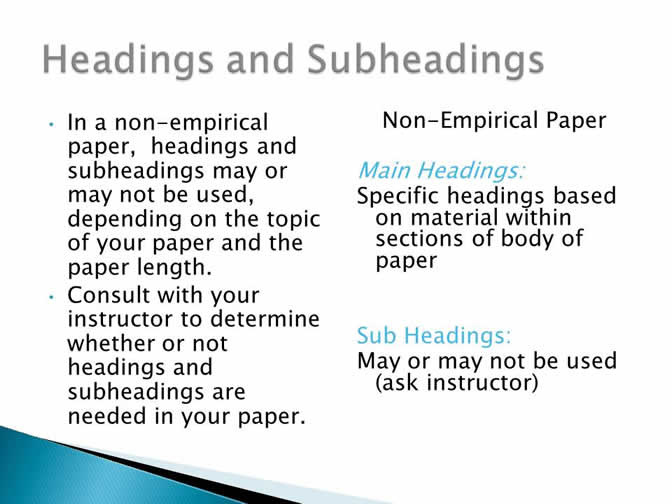 Headings and Subheadings
• In a non-empirical
paper, headings and
subheadings may or
may not be used,
depending on the topic
of your paper and the
paper length.
• Consult with your
instructor to determine
whether or not
headings and
subheadings are
needed in your paper.
Non-Empirical Paper
Main Headings:
Specific headings based
on material within
sections of body of
paper
Sub Headings:
May or may not be used
(ask instructor)